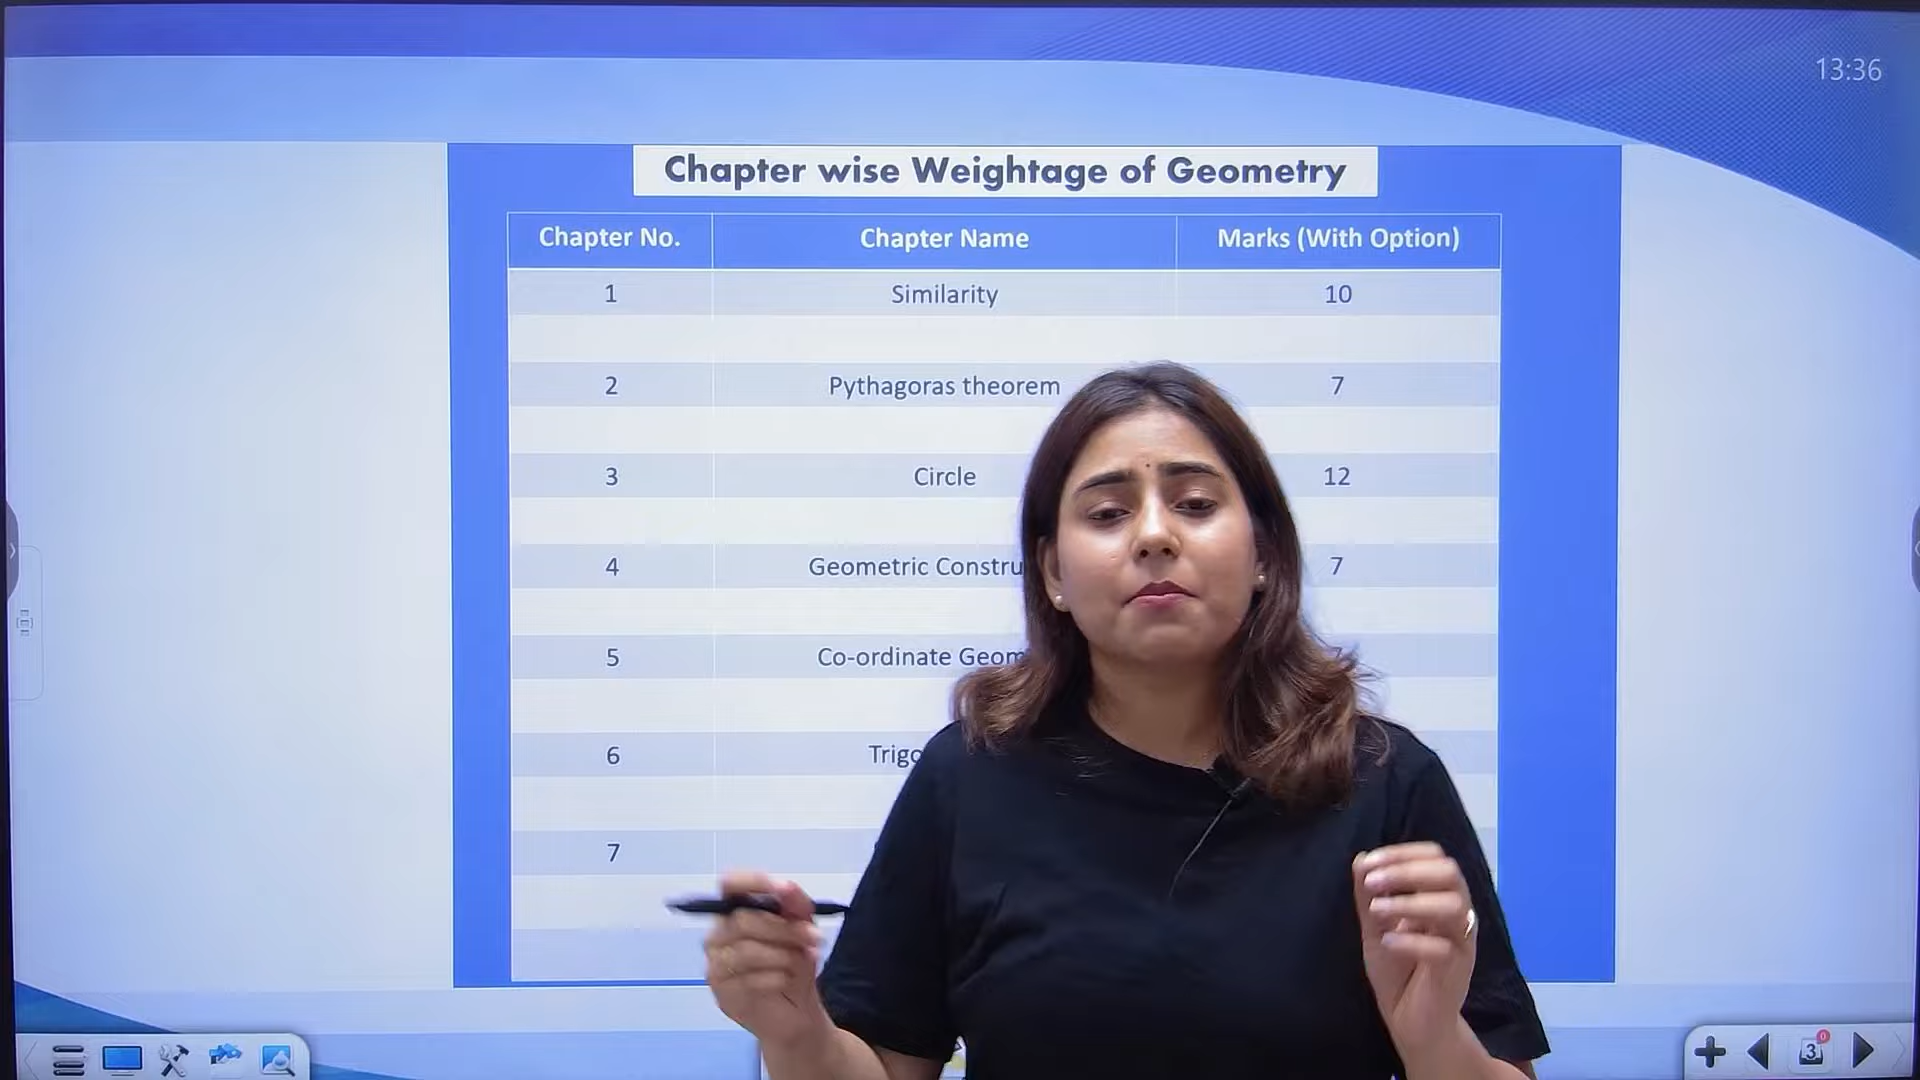 13:36
Chapter wise Weightage of Geometry
Chapter No. Chapter Name Marks (With Option)
1 Similarity 10
2 Pythagoras theorem 7
3 Circle 12
4 Geometric Constru 7
5 Co-ordinate Geom
6 Trigo
7
3
0